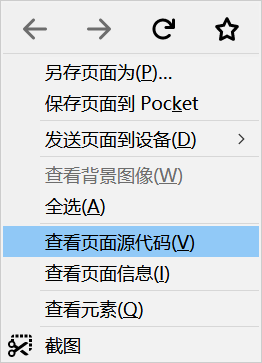 另存页面为(P)...
保存页面到 Pocket
发送页面到设备(D)
查看背景图像(W)
全选(A)
查看页面源代码(V)
查看页面信息(I)
查看元素(Q)
截图